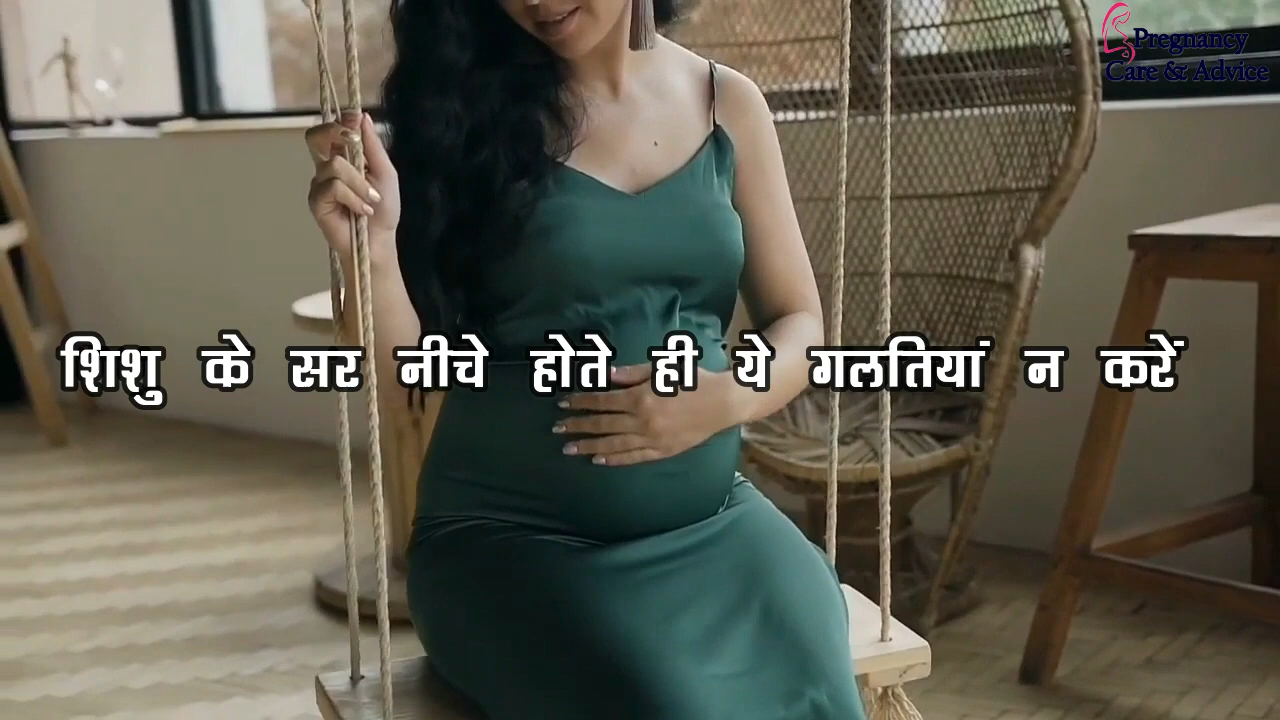 Pregnancy
Care & Advice
शिशु के सर नीचे होते ही ये गलतियां न करें